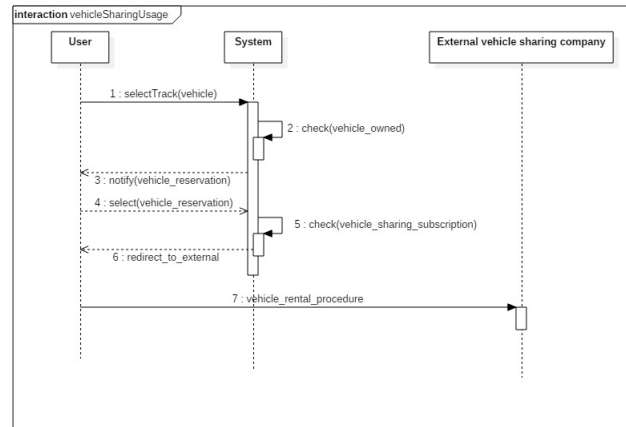 interaction vehicleSharingUsage
User
System
External vehicle sharing company
1 : selectTrack(vehicle)
2 : check(vehicle_owned)
3 : notify(vehicle_reservation)
4 : select(vehicle_reservation)
5 : check(vehicle_sharing_subscription)
6 : redirect_to_external
7 : vehicle_rental_procedure